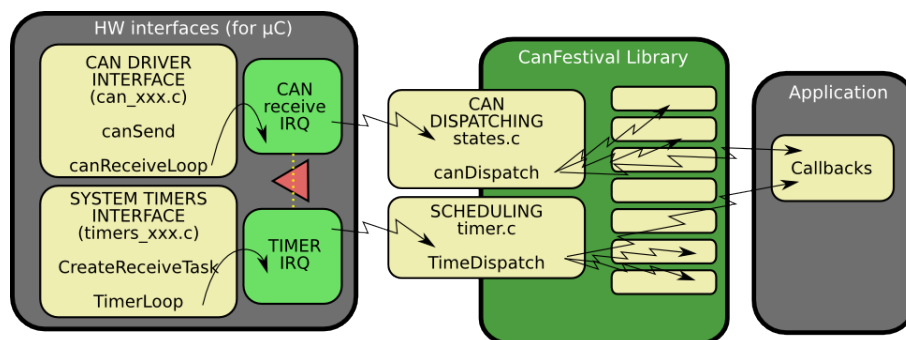 HW interfaces (for µC)
CAN DRIVER
INTERFACE
(can_xxx.c)
canSend
canReceiveLoop
CAN
receive
IRQ
SYSTEM TIMERS
INTERFACE
(timers_xxx.c)
CreateReceiveTask
TimerLoop
TIMER
IRQ
CanFestival Library
CAN
DISPATCHING
states.c
canDispatch
SCHEDULING
timer.c
TimeDispatch
Application
Callbacks